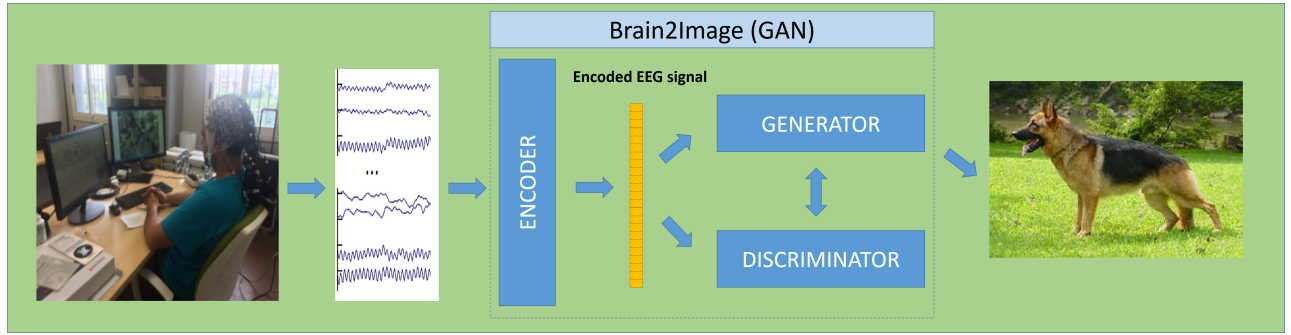 Brain2Image (GAN)
Encoded EEG signal
ENCODER
GENERATOR
DISCRIMINATOR